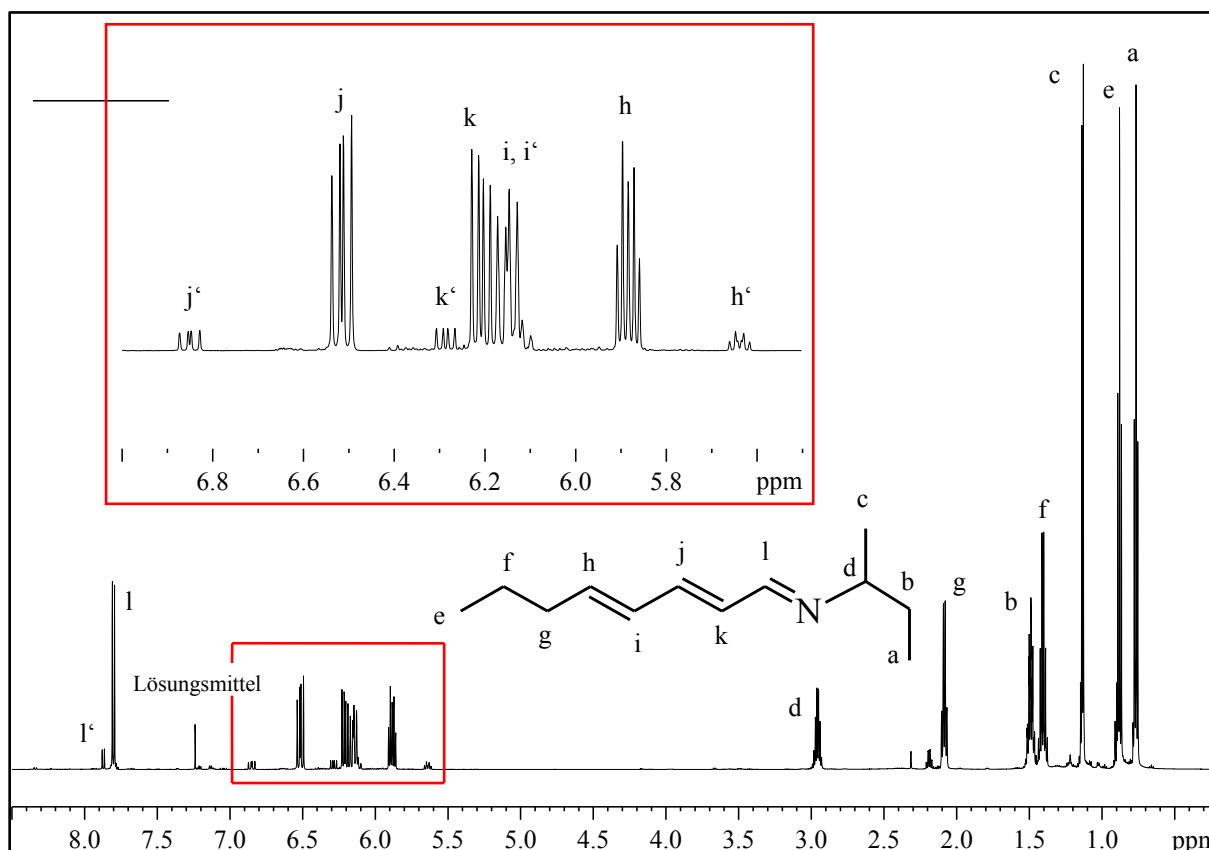 j
k
h
i, i‘
j‘
k‘
h‘
6.8 6.6 6.4 6.2 6.0 5.8 ppm
c
a
e
c
f h j l
d b
N
e g i k
a
f
g
b
d
l
Lösungsmittel
l‘
8.0 7.5 7.0 6.5 6.0 5.5 5.0 4.5 4.0 3.5 3.0 2.5 2.0 1.5 1.0 ppm